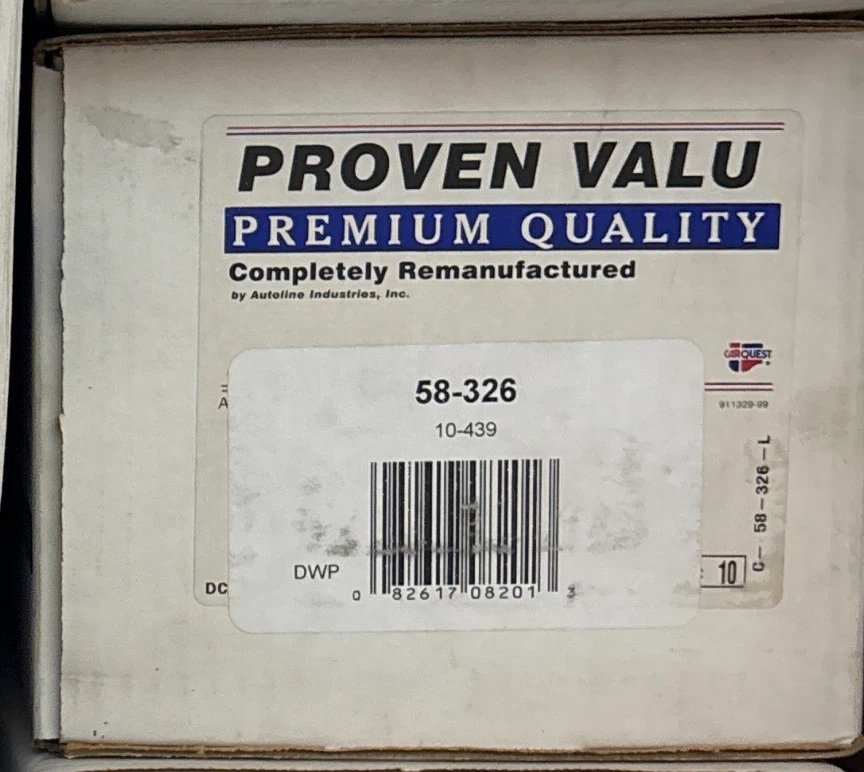 PROVEN VALU
PREMIUM QUALITY
Completely Remanufactured
by Autoline Industries, Inc.
CARQUEST
58-326
911329-99
A
10-439
C- 58-326-L
DWP
10
DC
0 82617 08201 3